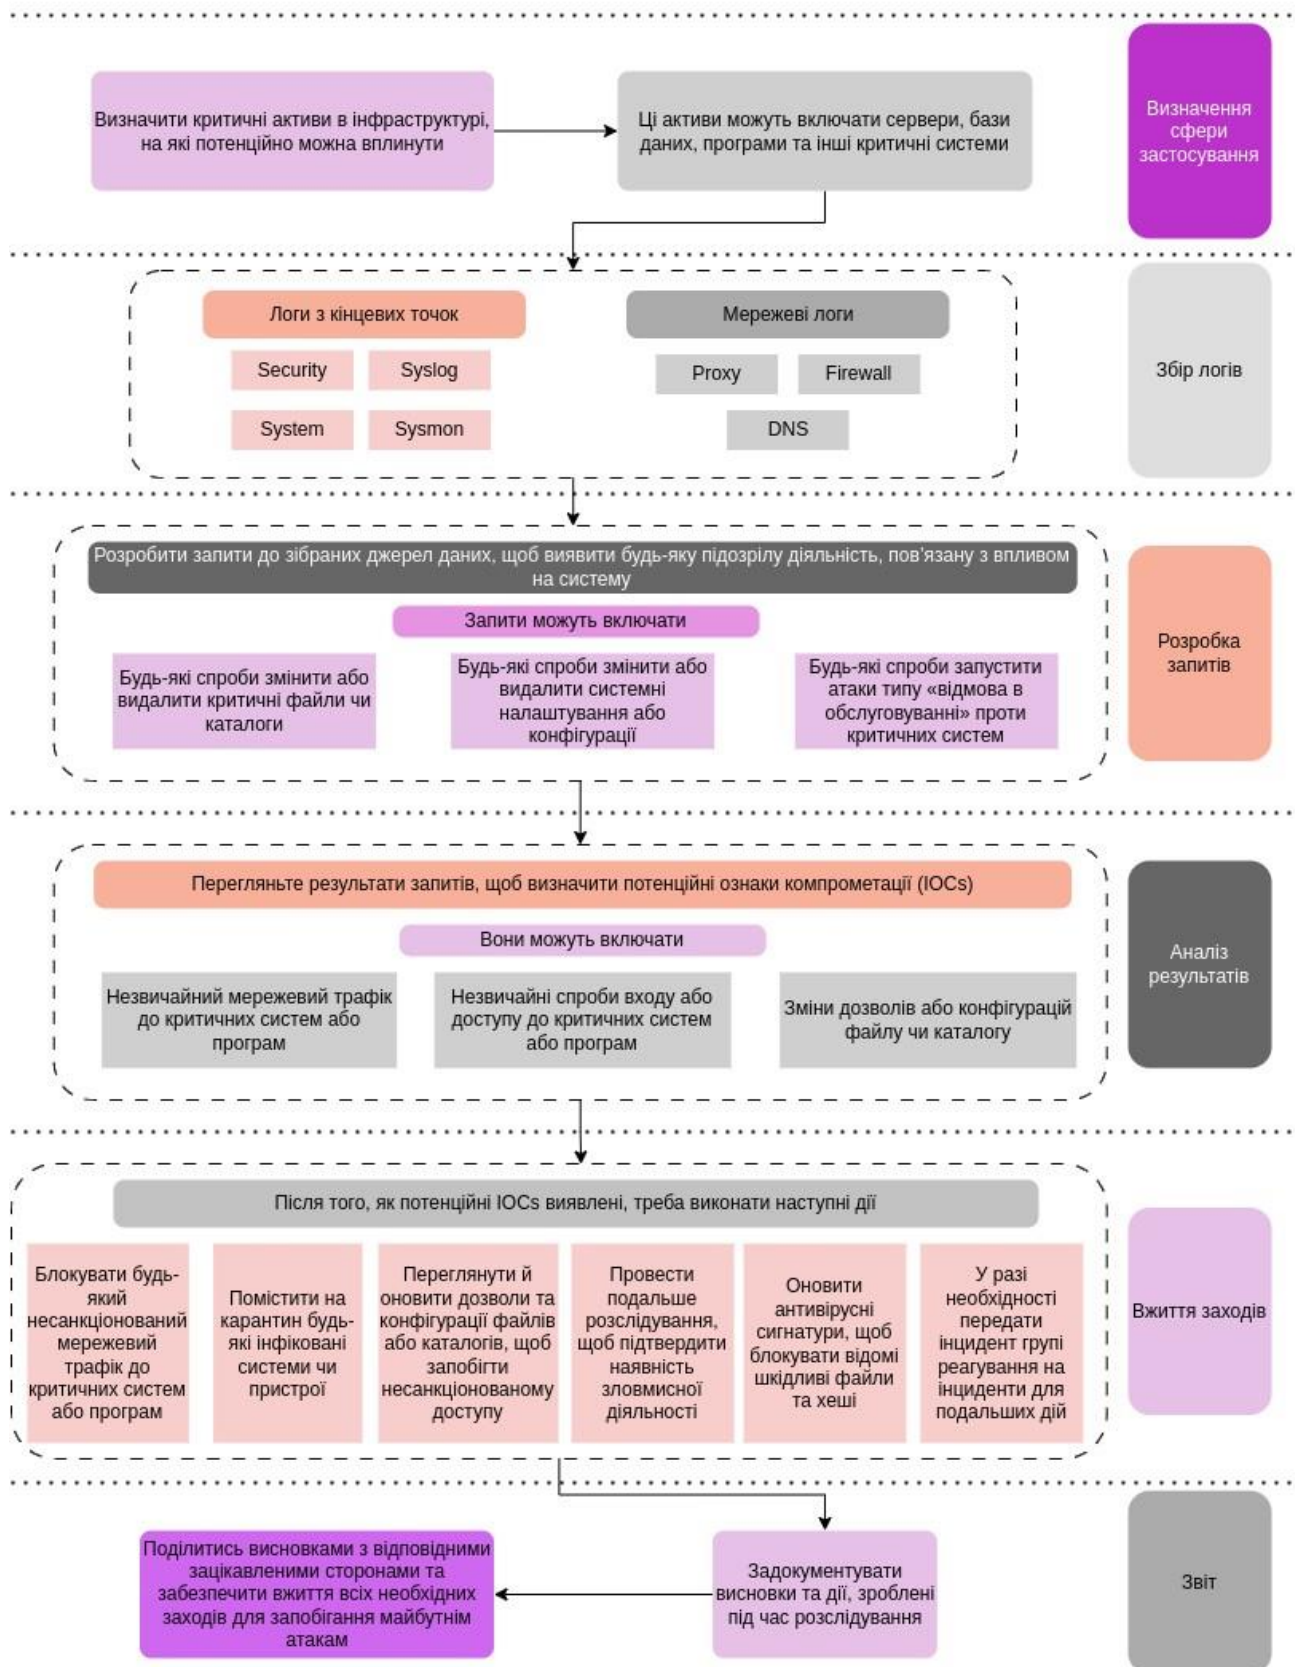 Визначити критичні активи в інфраструктурі,
на які потенційно можна вплинути
Ці активи можуть включати сервери, бази
даних, програми та інші критичні системи
Визначення
сфери
застосування
Логи з кінцевих точок
Мережеві логи
Security
Syslog
Proxy
Firewall
System
Sysmon
DNS
Збір логів
Розробити запити до зібраних джерел даних, щоб виявити будь-яку підозрілу діяльність, пов'язану з впливом
на систему
Запити можуть включати
Будь-які спроби змінити або
видалити критичні файли чи
каталоги
Будь-які спроби змінити або
видалити системні
налаштування або
конфігурації
Будь-які спроби запустити
атаки типу «відмова в
обслуговуванні» проти
критичних систем
Розробка
запитів
Перегляньте результати запитів, щоб визначити потенційні ознаки компрометації (IOCs)
Вони можуть включати
Незвичайний мережевий трафік
до критичних систем або
програм
Незвичайні спроби входу або
доступу до критичних систем
або програм
Зміни дозволів або конфігурацій
файлу чи каталогу
Аналіз
результатів
Після того, як потенційні IOCs виявлені, треба виконати наступні дії
Блокувати будь-
який
несанкціонований
мережевий
трафік до
критичних систем
або програм
Помістити на
карантин будь-
які інфіковані
системи чи
пристрої
Переглянути й
оновити дозволи та
конфігурації файлів
або каталогів, щоб
запобігти
несанкціонованому
доступу
Провести
подальше
розслідування,
щоб підтвердити
наявність
зловмисної
діяльності
Оновити
антивірусні
сигнатури, щоб
блокувати відомі
шкідливі файли
та хеші
У разі
необхідності
передати
інцидент групі
реагування на
інциденти для
подальших дій
Вжиття заходів
Поділитись висновками з відповідними
зацікавленими сторонами та
забезпечити вжиття всіх необхідних
заходів для запобігання майбутнім
атакам
Задокументувати
висновки та дії, зроблені
під час розслідування
Звіт